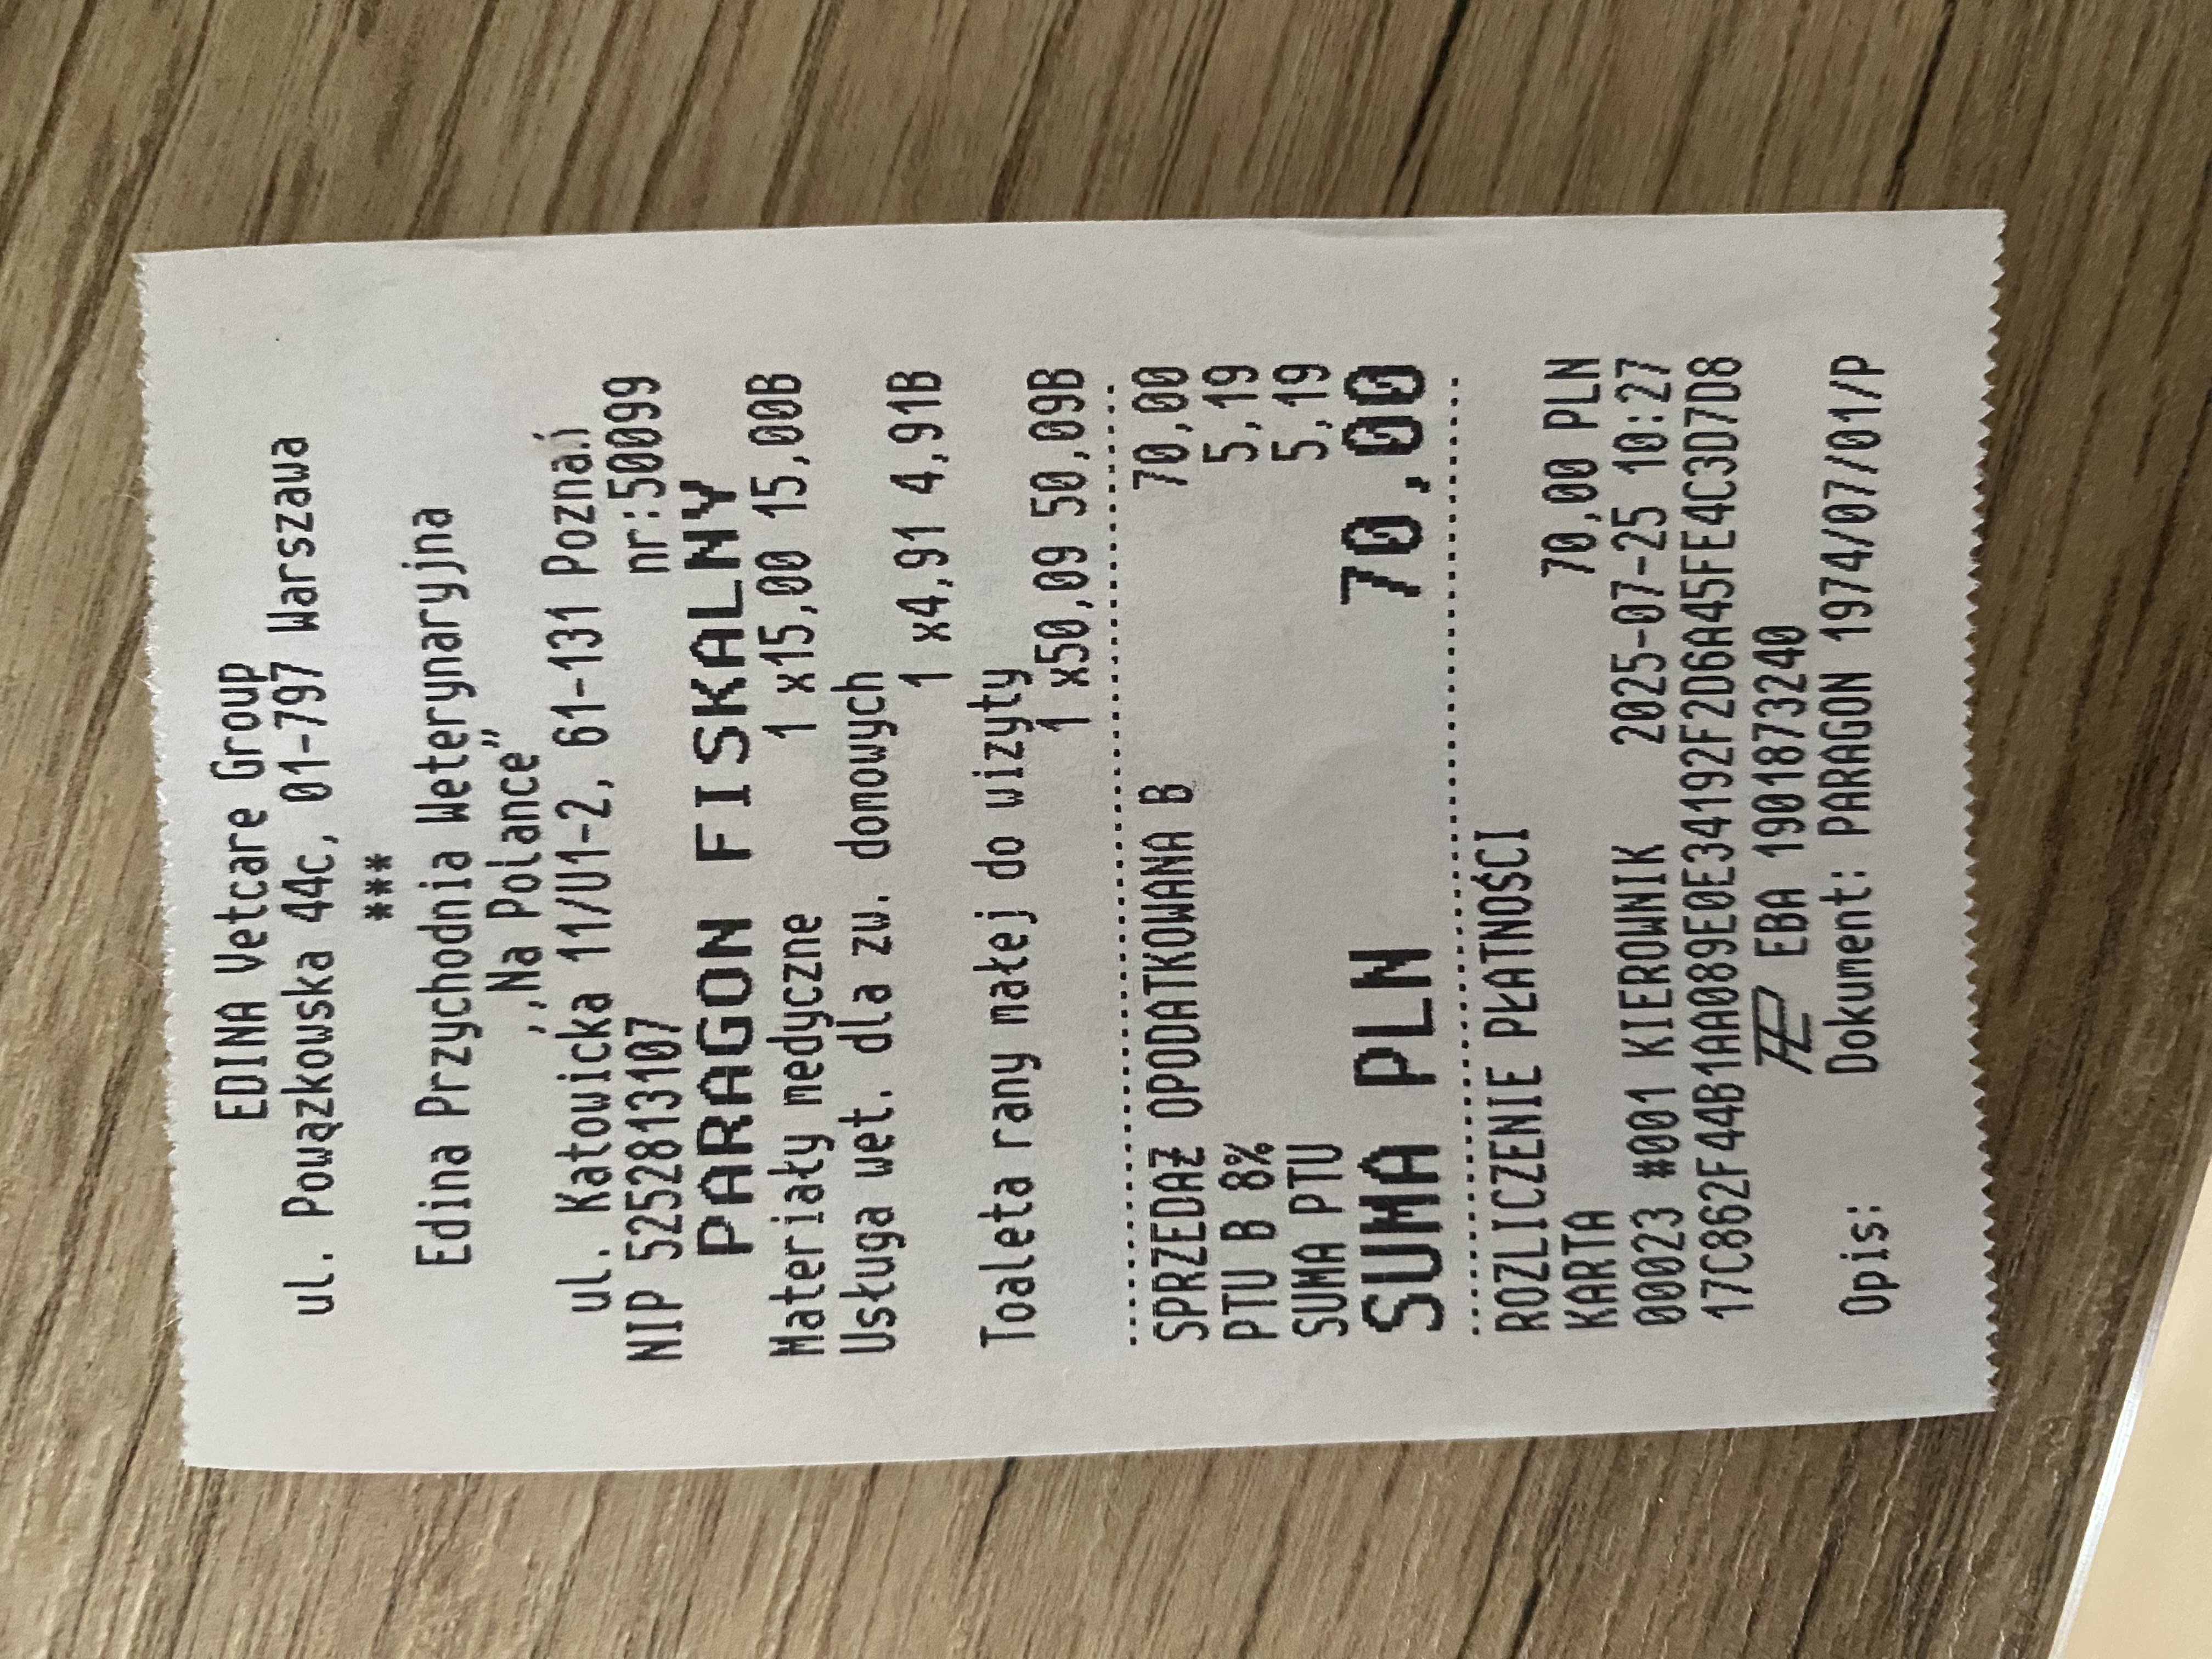 EDINA Vetcare Group
ul. Powązkowska 44c, 01-797 Warszawa
***
Edina Przychodnia Weterynaryjna
,,Na Polance"
ul. Katowicka 11/U1-2, 61-131 Poznań
NIP 5252813107 nr:50099
PARAGON FISKALNY
Materiały medyczne 1 x15,00 15,00B
Usługa wet. dla zw. domowych
1 x4,91 4,91B
Toaleta rany małej do wizyty
1 x50,09 50,09B
SPRZEDAŻ OPODATKOWANA B 70,00
PTU B 8% 5,19
SUMA PTU 5,19
SUMA PLN 70,00
ROZLICZENIE PŁATNOŚCI
KARTA 70,00 PLN
00023 #001 KIEROWNIK 2025-07-25 10:27
17C862F44B1AA089E0E34192F2D6A45FE4C3D7D8
EBA 1901873240
Opis: Dokument: PARAGON 1974/07/01/P